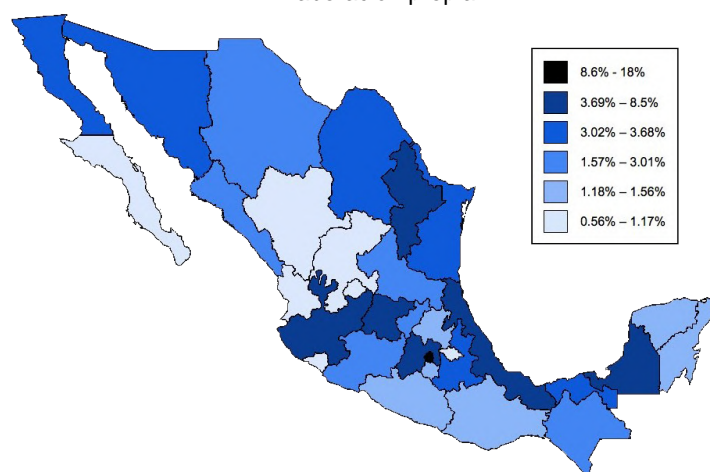 8.6% - 18%
3.69% – 8.5%
3.02% – 3.68%
1.57% – 3.01%
1.18% – 1.56%
0.56% – 1.17%